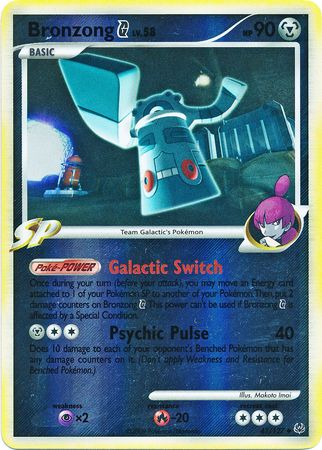 Bronzong G LV.58 HP 90
BASIC
Team Galactic's Pokémon
SP
Poké-POWER Galactic Switch
Once during your turn (before your attack), you may move an Energy card
attached to 1 of your Pokémon SP to another of your Pokémon. Then, put 2
damage counters on Bronzong G. This power can't be used if Bronzong G
is affected by a Special Condition.
Psychic Pulse 40
Does 10 damage to each of your opponent's Benched Pokémon that has
any damage counters on it. (Don't apply Weakness and Resistance for
Benched Pokémon.)
Illus. Makoto Imai
weakness resistance retreat cost
×2 -20